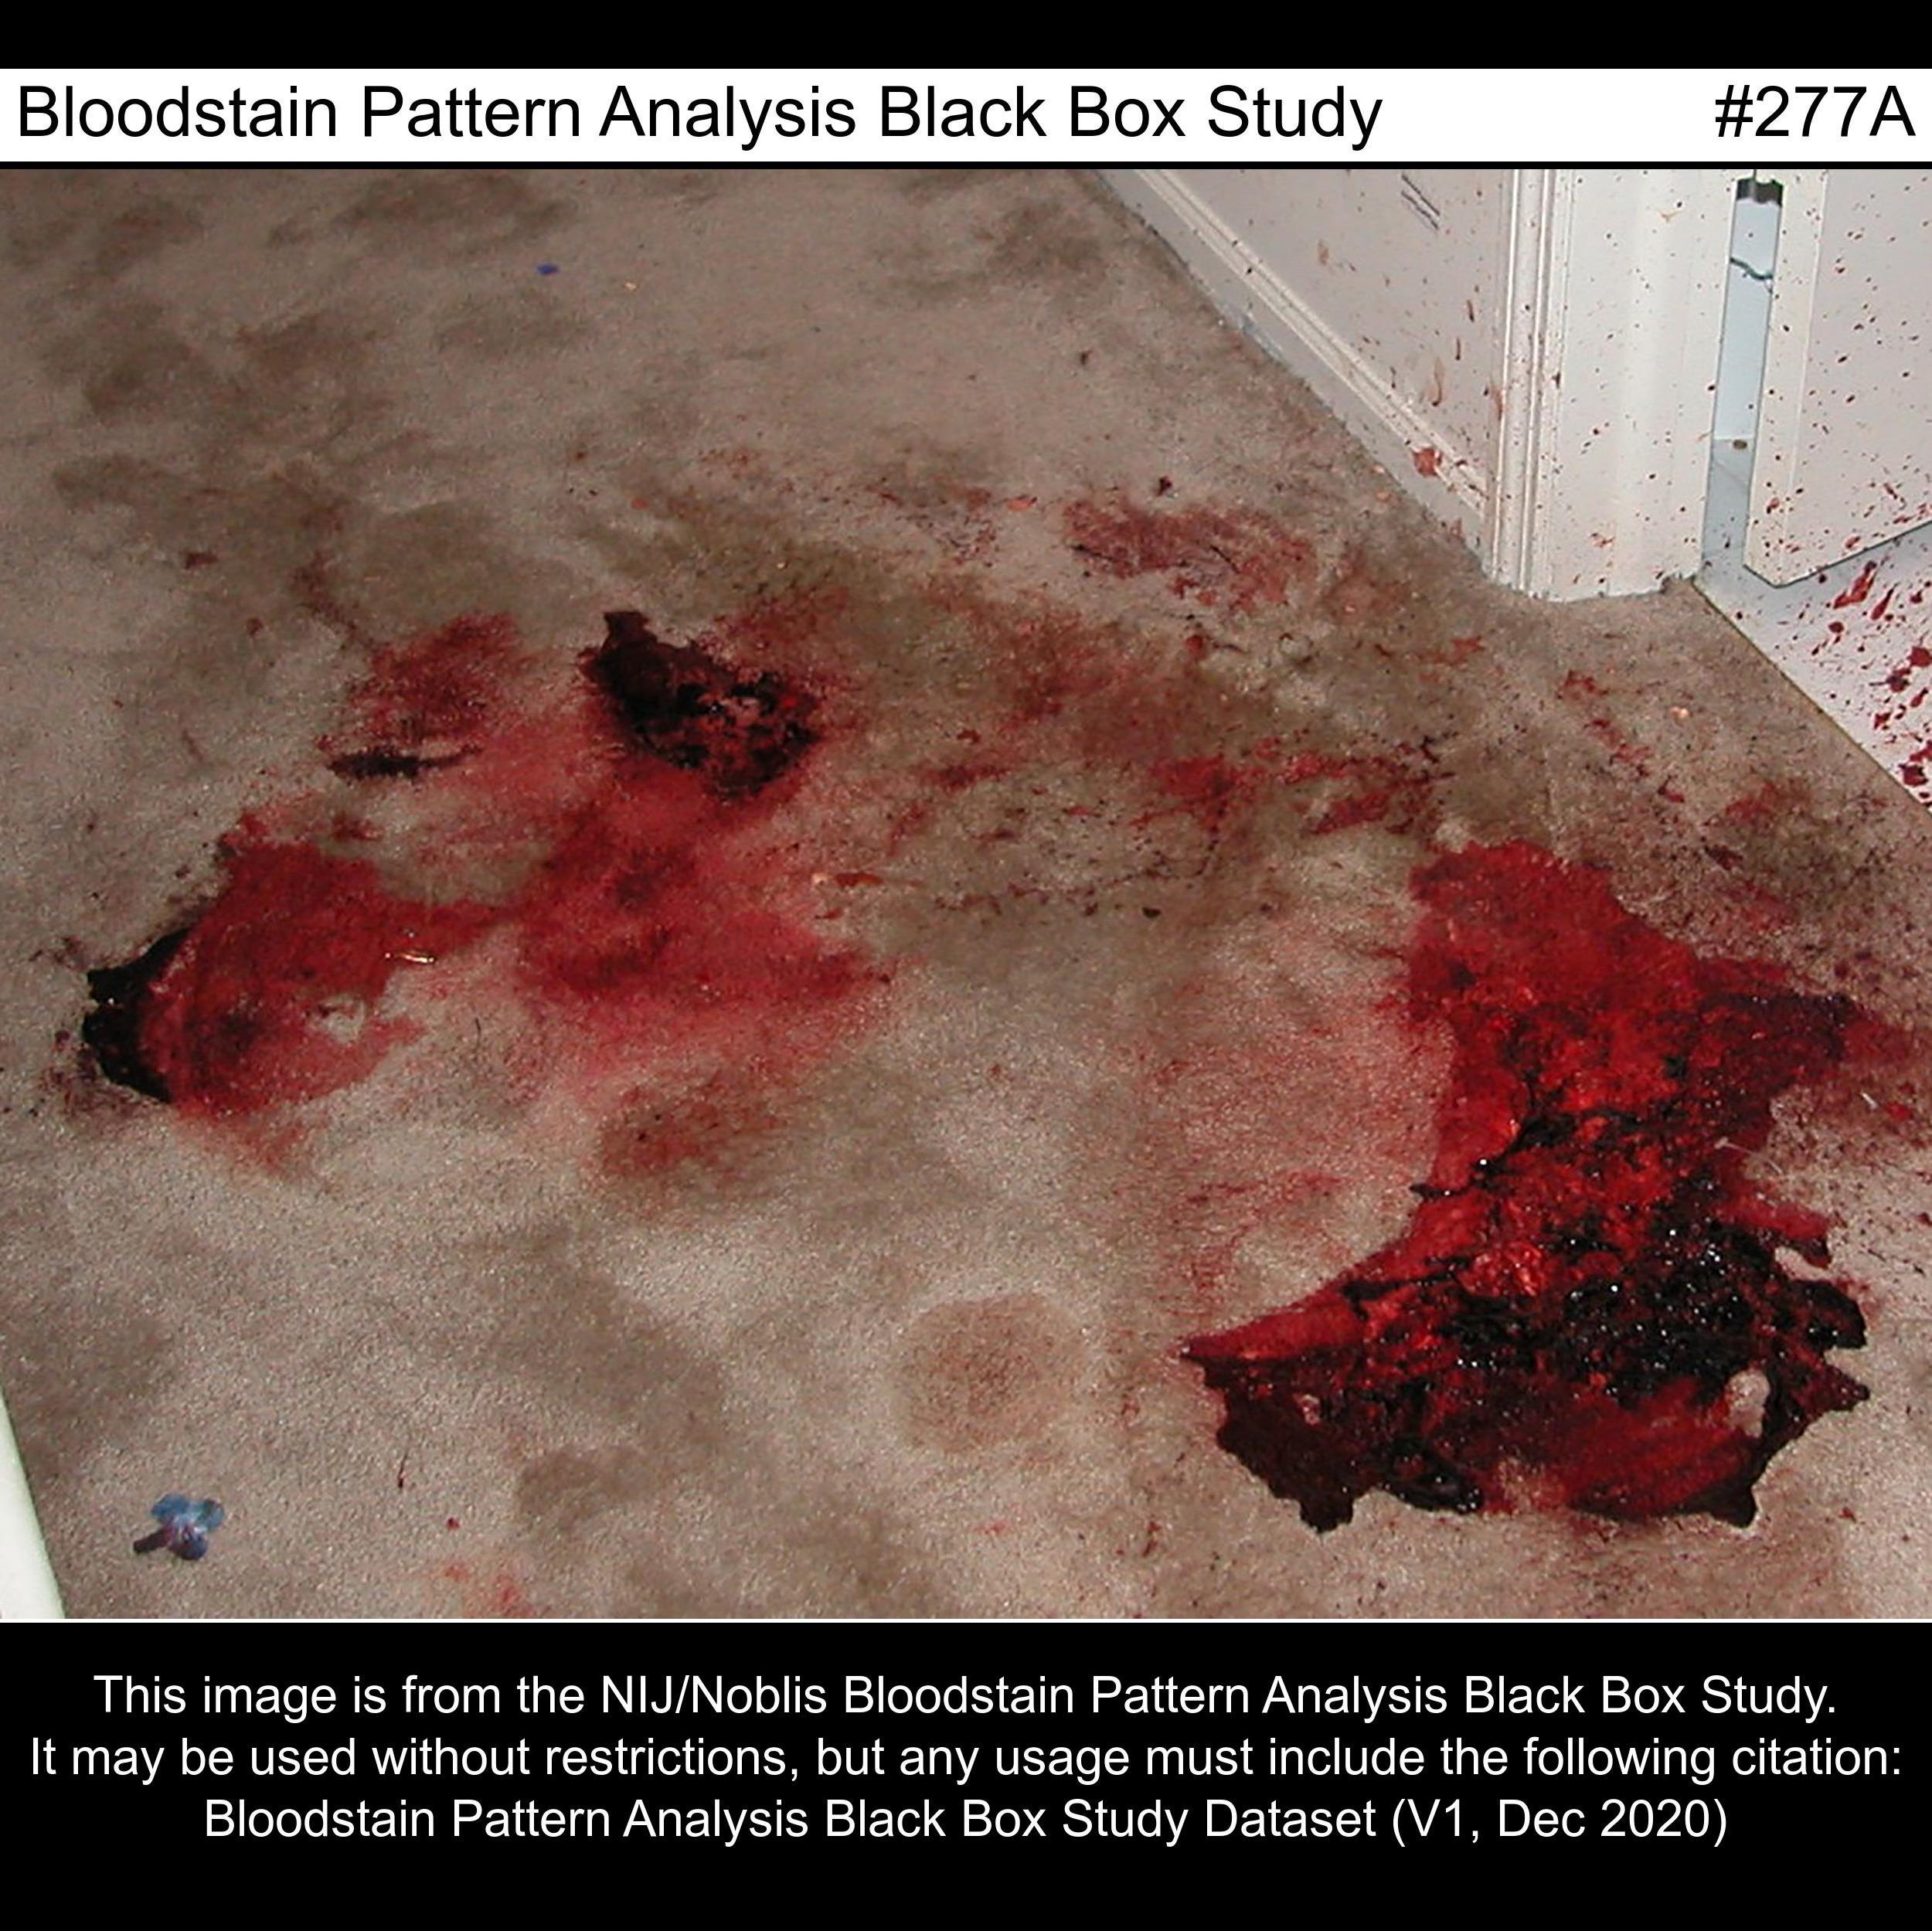 Bloodstain Pattern Analysis Black Box Study #277A
This image is from the NIJ/Noblis Bloodstain Pattern Analysis Black Box Study.
It may be used without restrictions, but any usage must include the following citation:
Bloodstain Pattern Analysis Black Box Study Dataset (V1, Dec 2020)